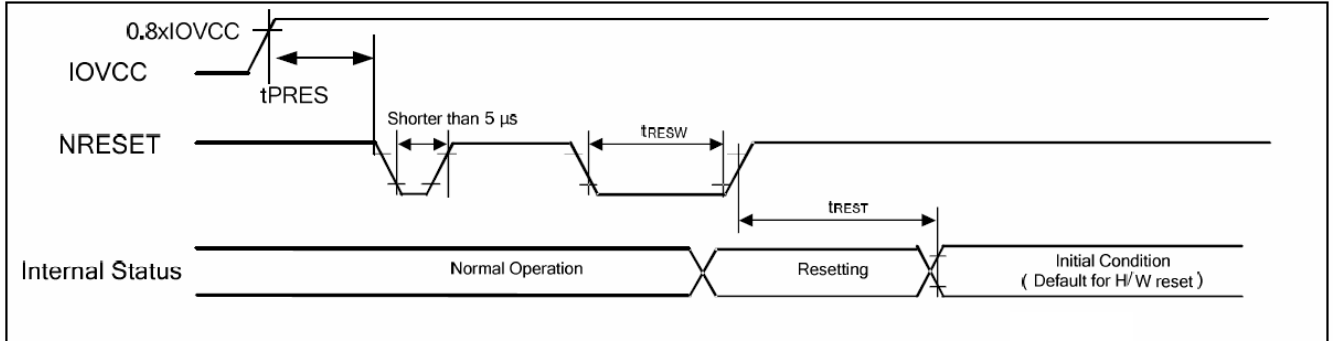 0.8xIOVCC
IOVCC
tPRES
Shorter than 5 µs
NRESET
tRESW
tREST
Internal Status
Normal Operation
Resetting
Initial Condition
( Default for H/W reset )